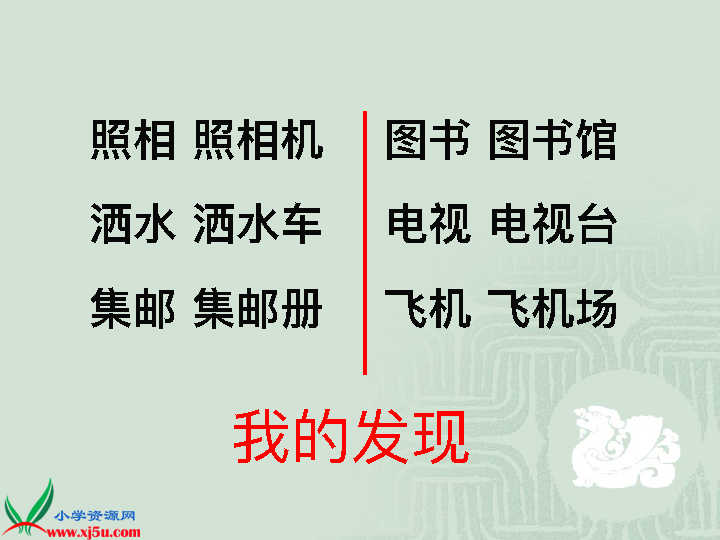 照相 照相机 图书 图书馆
洒水 洒水车 电视 电视台
集邮 集邮册 飞机 飞机场
我的发现
小学资源网
www.xj5u.com